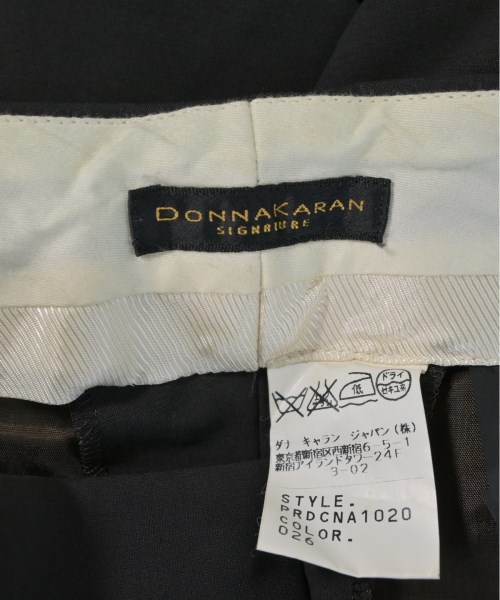 DONNAKARAN
SIGNATURE
低
ドライ
セキユ系
ダナ キャラン ジャパン(株)
東京都新宿区西新宿6-5-1
新宿アイランドタワー24F
3-02
STYLE.
PRDCNA1020
COLOR.
026